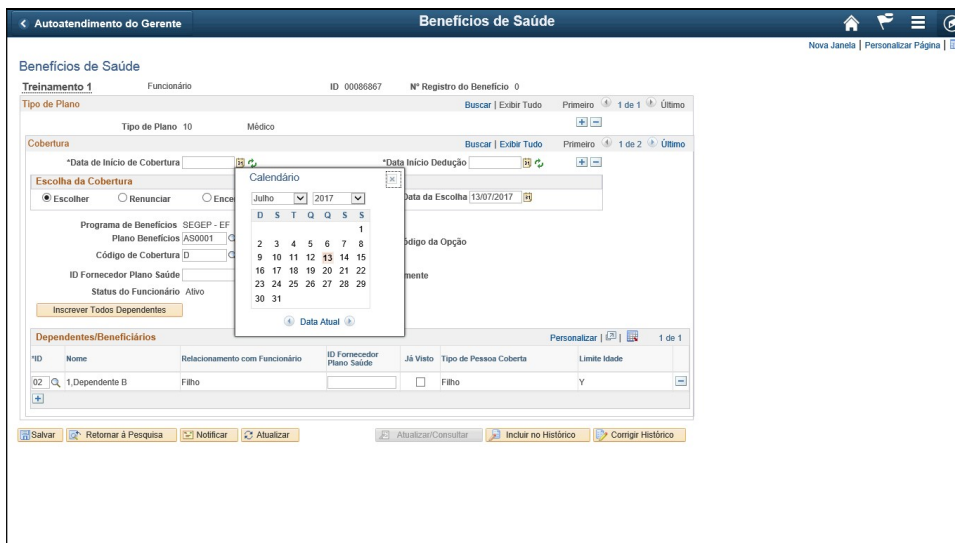 Autoatendimento do Gerente Benefícios de Saúde
Nova Janela | Personalizar Página |
Benefícios de Saúde
Treinamento 1 Funcionário ID 00086867 Nº Registro do Benefício 0
Tipo de Plano Buscar | Exibir Tudo Primeiro 1 de 1 Último
Tipo de Plano 10 Médico
Cobertura Buscar | Exibir Tudo Primeiro 1 de 2 Último
*Data de Início de Cobertura *Data Início Dedução
Escolha da Cobertura
Escolher Renunciar Data da Escolha 13/07/2017
Programa de Benefícios SEGEP - EF
Plano Benefícios AS0001 Código da Opção
Código de Cobertura D
ID Fornecedor Plano Saúde
Status do Funcionário Ativo
Inscrever Todos Dependentes
Calendário
Julho 2017
D S T Q Q S S
1
2 3 4 5 6 7 8
9 10 11 12 13 14 15
16 17 18 19 20 21 22
23 24 25 26 27 28 29
30 31
Data Atual
Dependentes/Beneficiários Personalizar | | 1 de 1
*ID Nome Relacionamento com Funcionário ID Fornecedor Plano Saúde Já Visto Tipo de Pessoa Coberta Limite Idade
02 1,Dependente B Filho Filho Y
Salvar Retornar à Pesquisa Notificar Atualizar Atualizar/Consultar Incluir no Histórico Corrigir Histórico